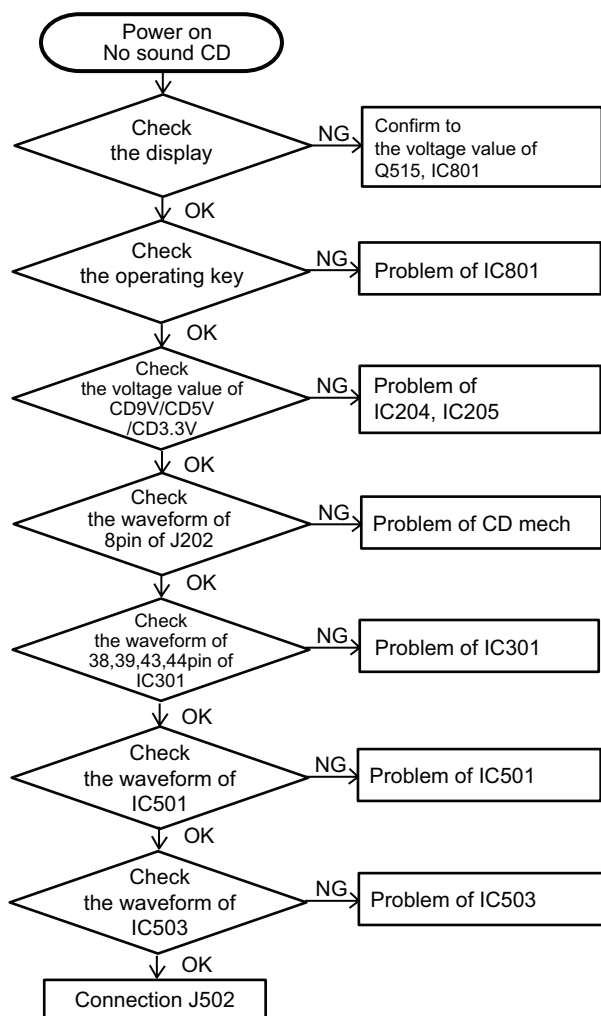 Power on
No sound CD
Check
the display
NG
Confirm to
the voltage value of
Q515, IC801
OK
Check
the operating key
NG
Problem of IC801
OK
Check
the voltage value of
CD9V/CD5V
/CD3.3V
NG
Problem of
IC204, IC205
OK
Check
the waveform of
8pin of J202
NG
Problem of CD mech
OK
Check
the waveform of
38,39,43,44pin of
IC301
NG
Problem of IC301
OK
Check
the waveform of
IC501
NG
Problem of IC501
OK
Check
the waveform of
IC503
NG
Problem of IC503
OK
Connection J502